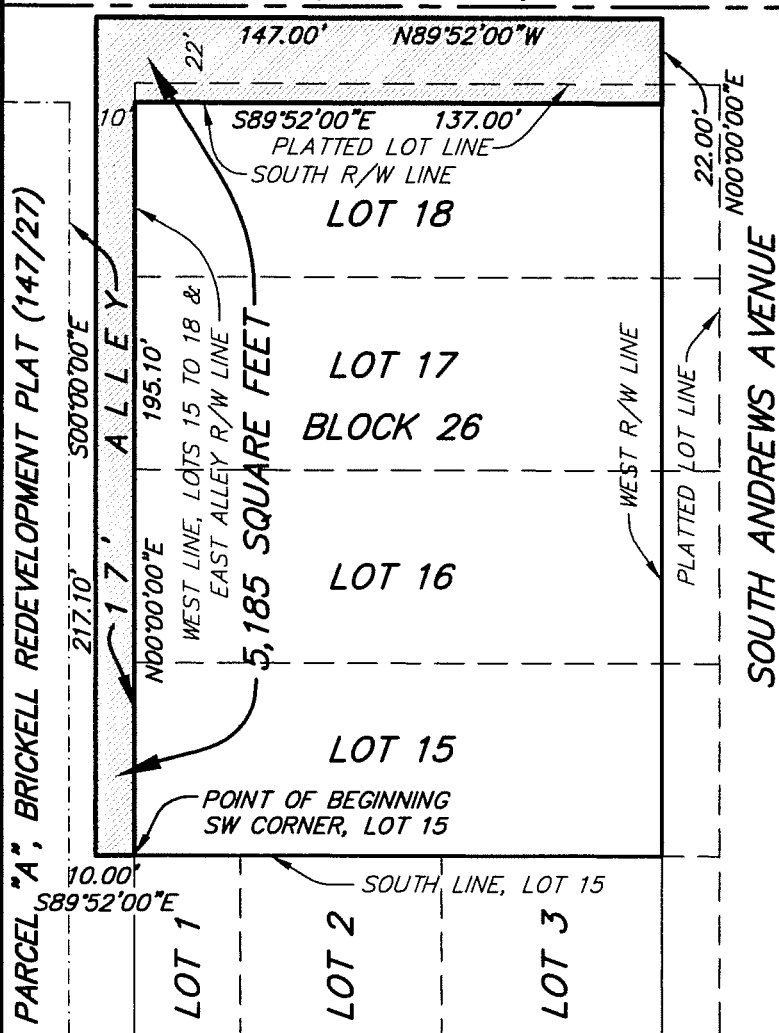 147.00' N89°52'00"W
22'
10'
S89°52'00"E 137.00'
PLATTED LOT LINE
SOUTH R/W LINE
22.00'
N00°00'00"E
LOT 18
LOT 17
BLOCK 26
LOT 16
LOT 15
POINT OF BEGINNING
SW CORNER, LOT 15
SOUTH LINE, LOT 15
10.00'
S89°52'00"E
LOT 1
LOT 2
LOT 3
PARCEL "A", BRICKELL REDEVELOPMENT PLAT (147/27)
217.10' S00°00'00"E
17' ALLEY
N00°00'00"E 195.10'
WEST LINE, LOTS 15 TO 18 &
EAST ALLEY R/W LINE
5,185 SQUARE FEET
WEST R/W LINE
PLATTED LOT LINE
SOUTH ANDREWS AVENUE